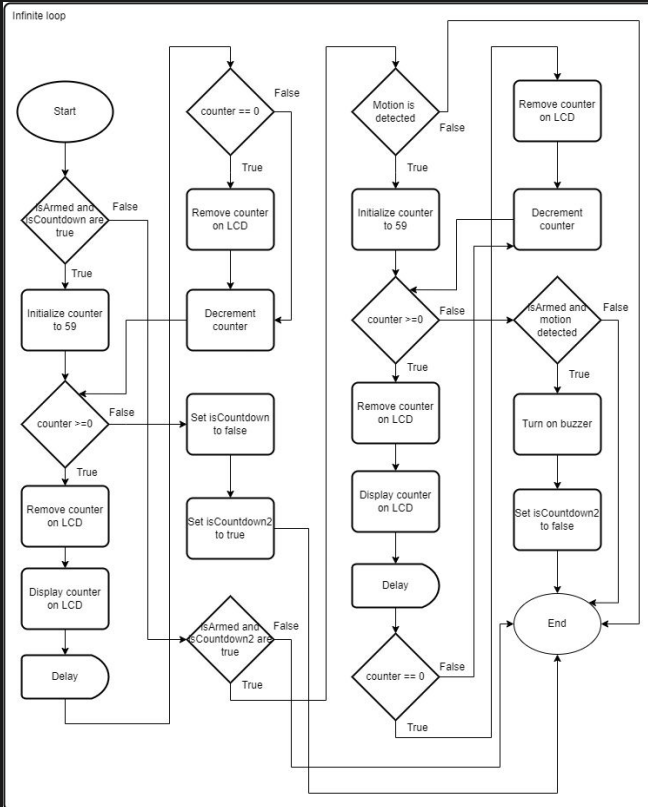 Infinite loop
Start
isArmed and
isCountdown are
true
False
True
Initialize counter
to 59
counter >=0
False
True
Remove counter
on LCD
Display counter
on LCD
Delay
counter == 0
False
True
Remove counter
on LCD
Decrement
counter
Set isCountdown
to false
Set isCountdown2
to true
isArmed and
isCountdown2 are
true
False
True
Motion is
detected
False
True
Initialize counter
to 59
counter >=0
False
True
Remove counter
on LCD
Display counter
on LCD
Delay
counter == 0
False
True
Remove counter
on LCD
Decrement
counter
isArmed and
motion
detected
False
True
Turn on buzzer
Set isCountdown2
to false
End